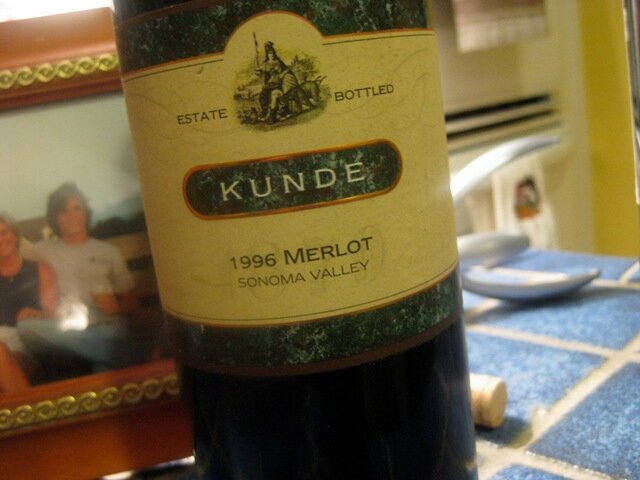 ESTATE BOTTLED
KUNDE
1996 MERLOT
SONOMA VALLEY